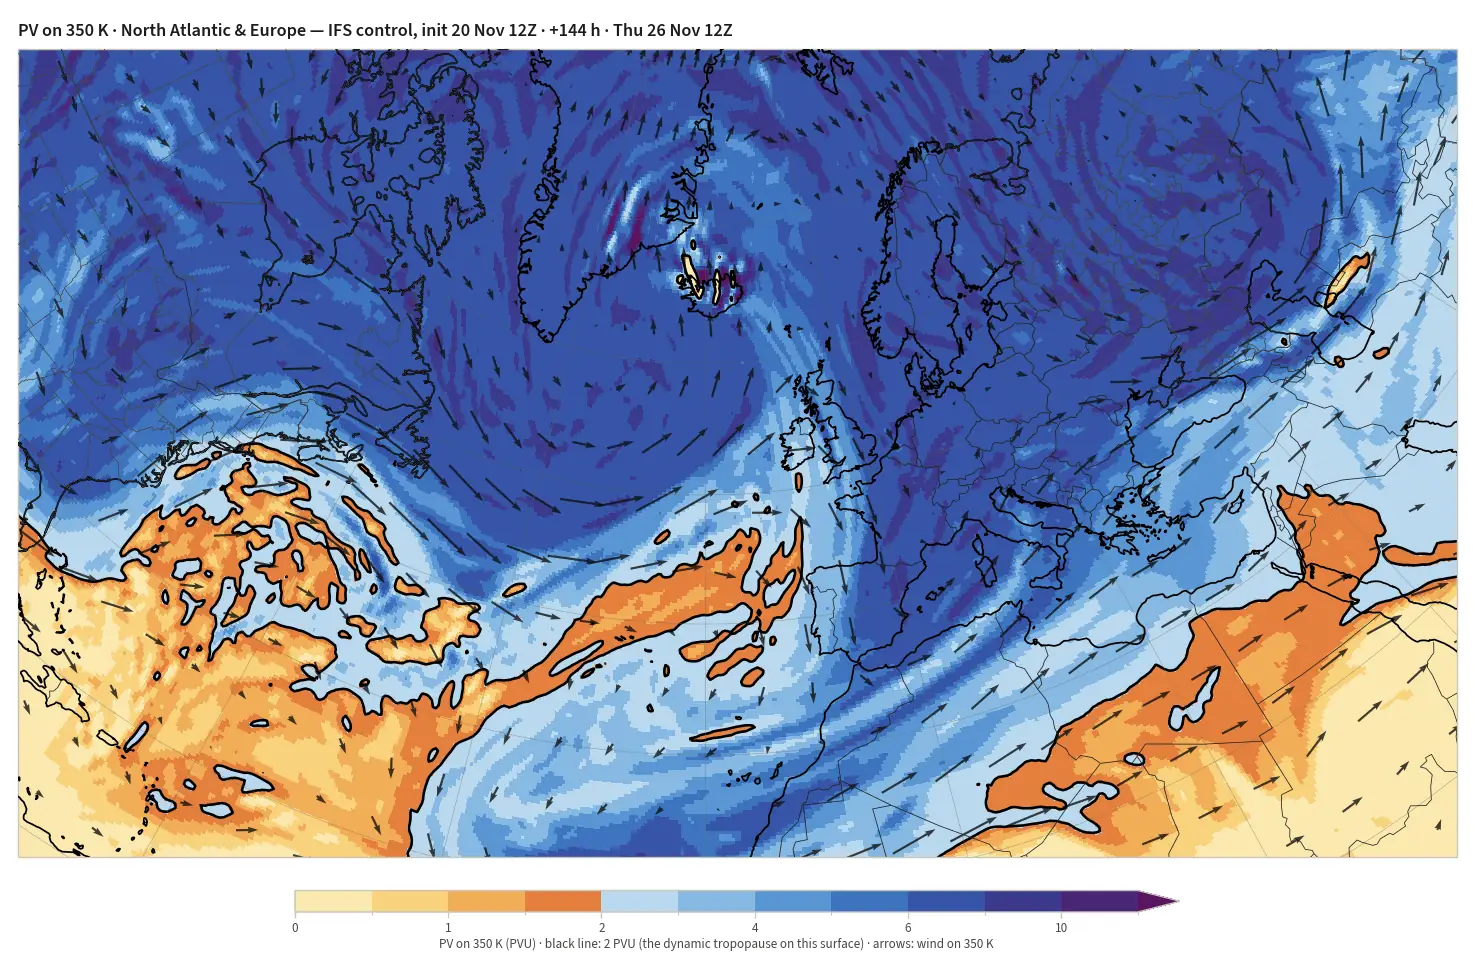 PV on 350 K · North Atlantic & Europe — IFS control, init 20 Nov 12Z · +144 h · Thu 26 Nov 12Z
0 1 2 4 6 10
PV on 350 K (PVU) · black line: 2 PVU (the dynamic tropopause on this surface) · arrows: wind on 350 K